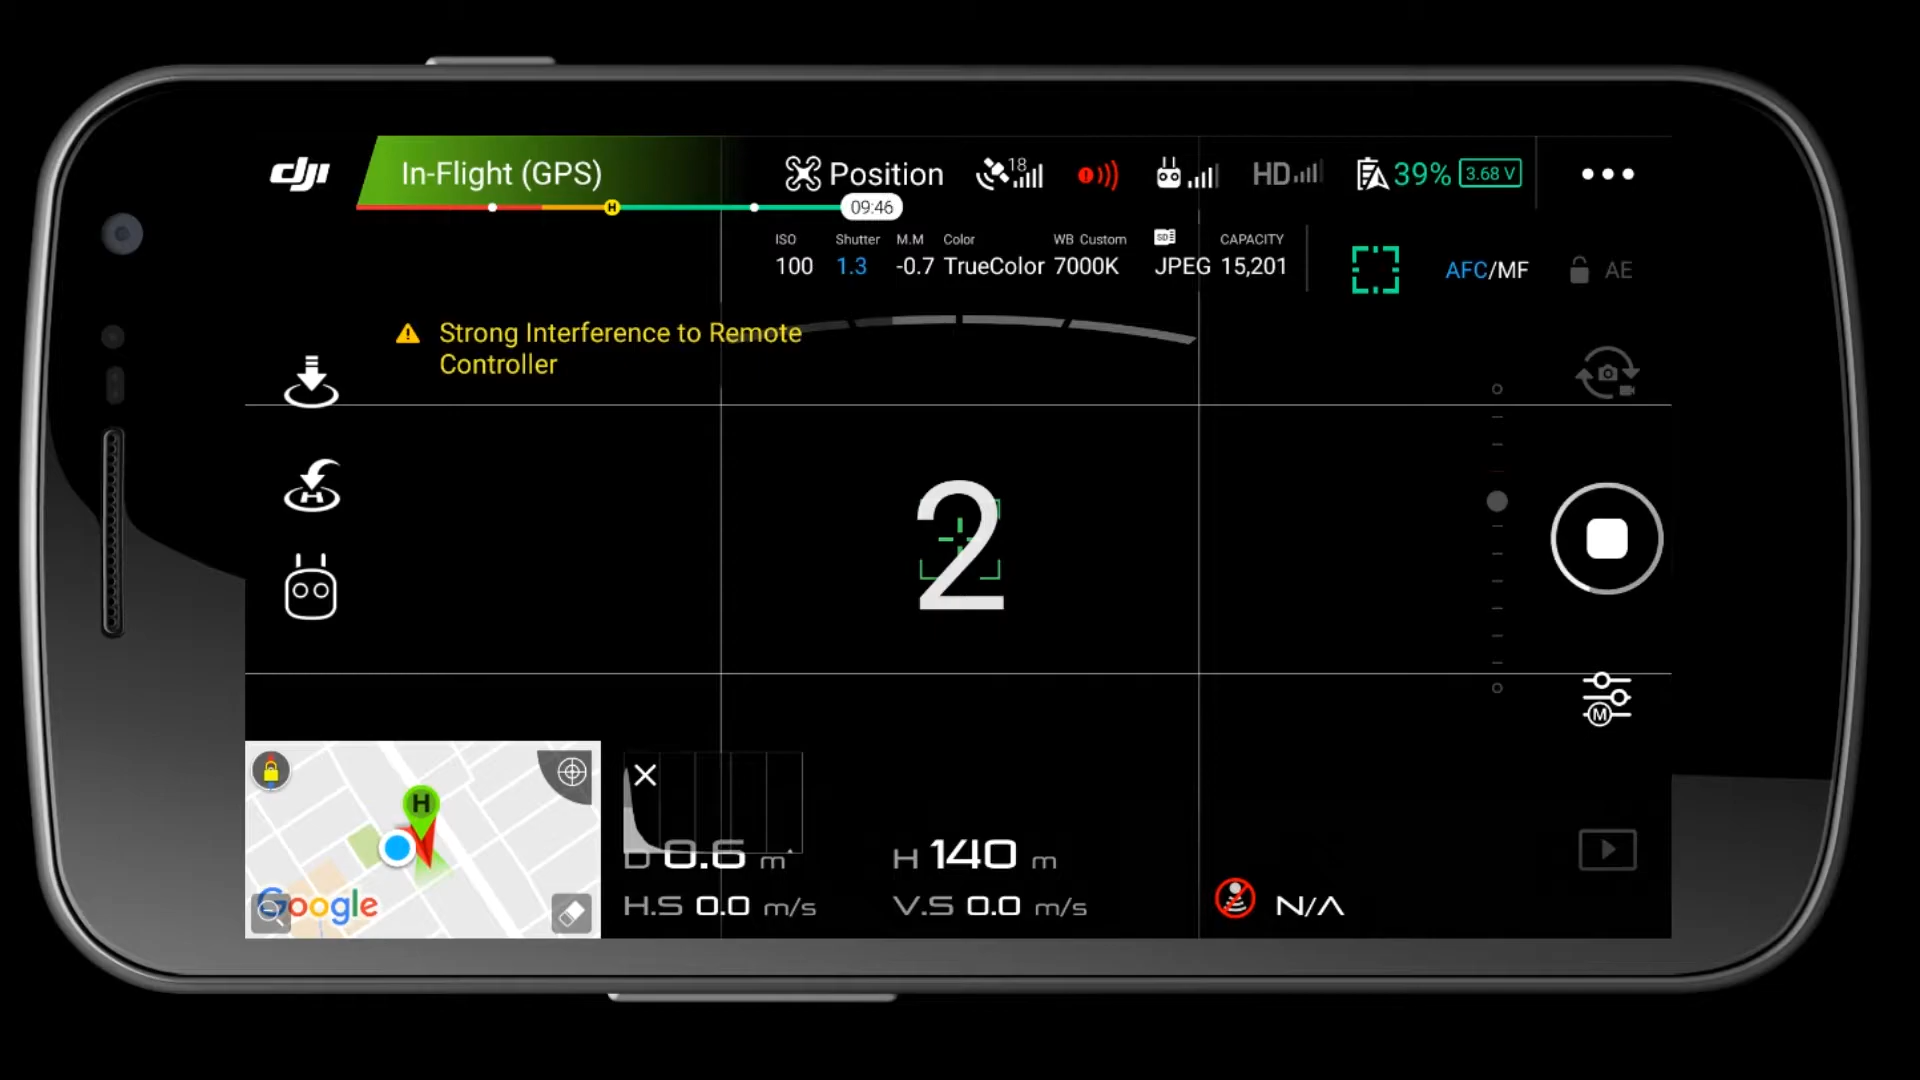 dji In-Flight (GPS) Position 18 HD 39% 3.68 V
H 09:46
ISO Shutter M.M Color WB Custom SD CAPACITY
100 1.3 -0.7 TrueColor 7000K JPEG 15,201 AFC/MF AE
Strong Interference to Remote
Controller
H
2
M
H
D 0.6 m H 140 m
Google H.S 0.0 m/s V.S 0.0 m/s N/A